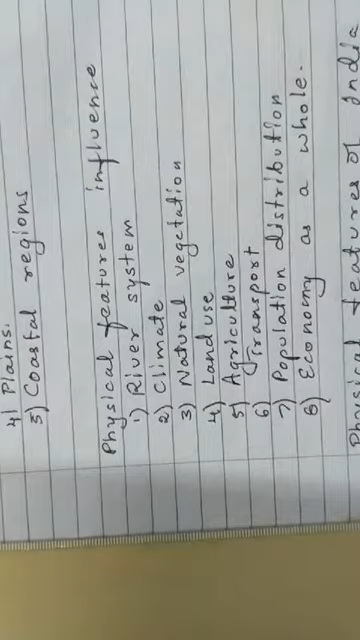 4) Plains.
5) Coastal regions
Physical features influence
1) River system
2) Climate
3) Natural vegetation
4) Land use
5) Agriculture
6) Transport
7) Population distribution
8) Economy as a whole.
Physical features of India